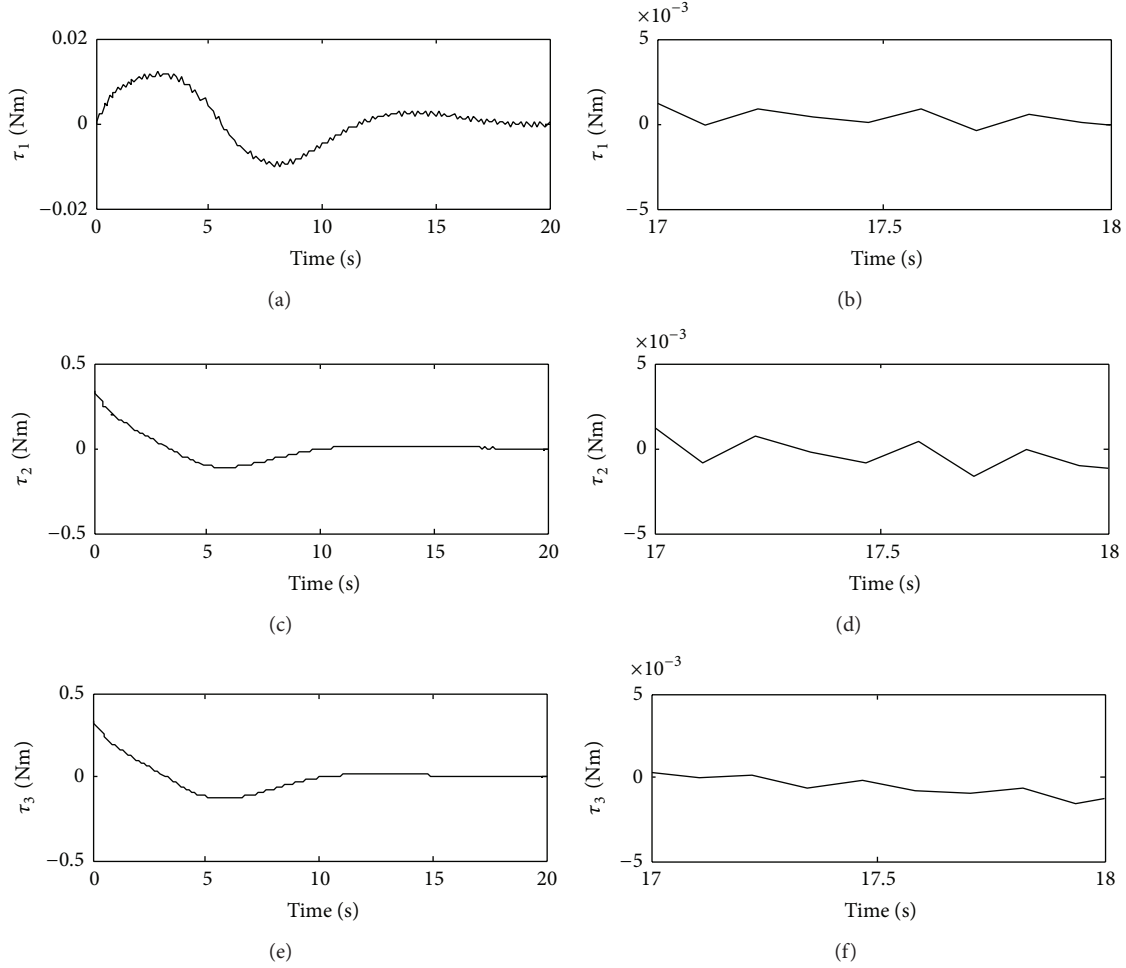 0.02
0
−0.02
τ1 (Nm)
0 5 10 15 20
Time (s)
(a)
×10−3
5
0
−5
τ1 (Nm)
17 17.5 18
Time (s)
(b)
0.5
0
−0.5
τ2 (Nm)
0 5 10 15 20
Time (s)
(c)
×10−3
5
0
−5
τ2 (Nm)
17 17.5 18
Time (s)
(d)
0.5
0
−0.5
τ3 (Nm)
0 5 10 15 20
Time (s)
(e)
×10−3
5
0
−5
τ3 (Nm)
17 17.5 18
Time (s)
(f)